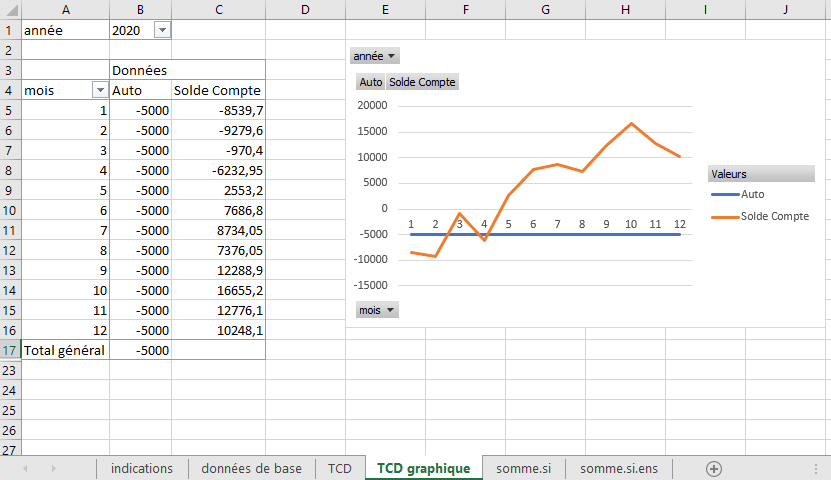 A B C D E F G H I J
1 année 2020
2
3 Données
4 mois Auto Solde Compte
5 1 -5000 -8539,7
6 2 -5000 -9279,6
7 3 -5000 -970,4
8 4 -5000 -6232,95
9 5 -5000 2553,2
10 6 -5000 7686,8
11 7 -5000 8734,05
12 8 -5000 7376,05
13 9 -5000 12288,9
14 10 -5000 16655,2
15 11 -5000 12776,1
16 12 -5000 10248,1
17 Total général -5000
23
24
25
26
27
année
Auto Solde Compte
20000
15000
10000
5000
0
1 2 3 4 5 6 7 8 9 10 11 12
-5000
-10000
-15000
mois
Valeurs
Auto
Solde Compte
indications données de base TCD TCD graphique somme.si somme.si.ens